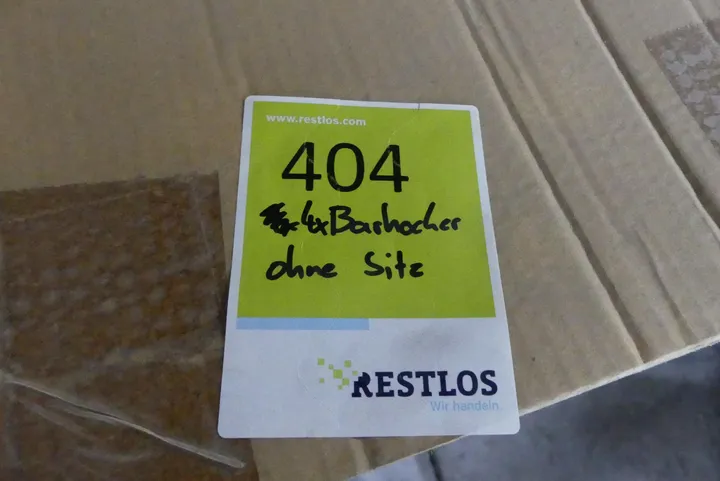 www.restlos.com
404
4x Barhocker
ohne Sitz
RESTLOS
Wir handeln.